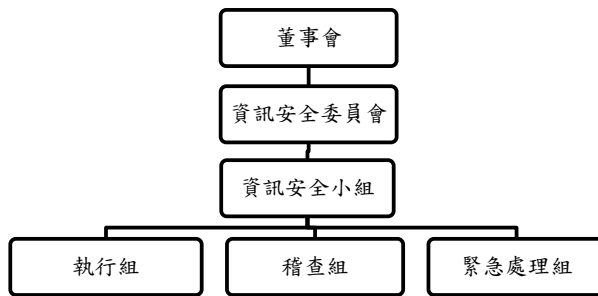 董事會
資訊安全委員會
資訊安全小組
執行組
稽查組
緊急處理組